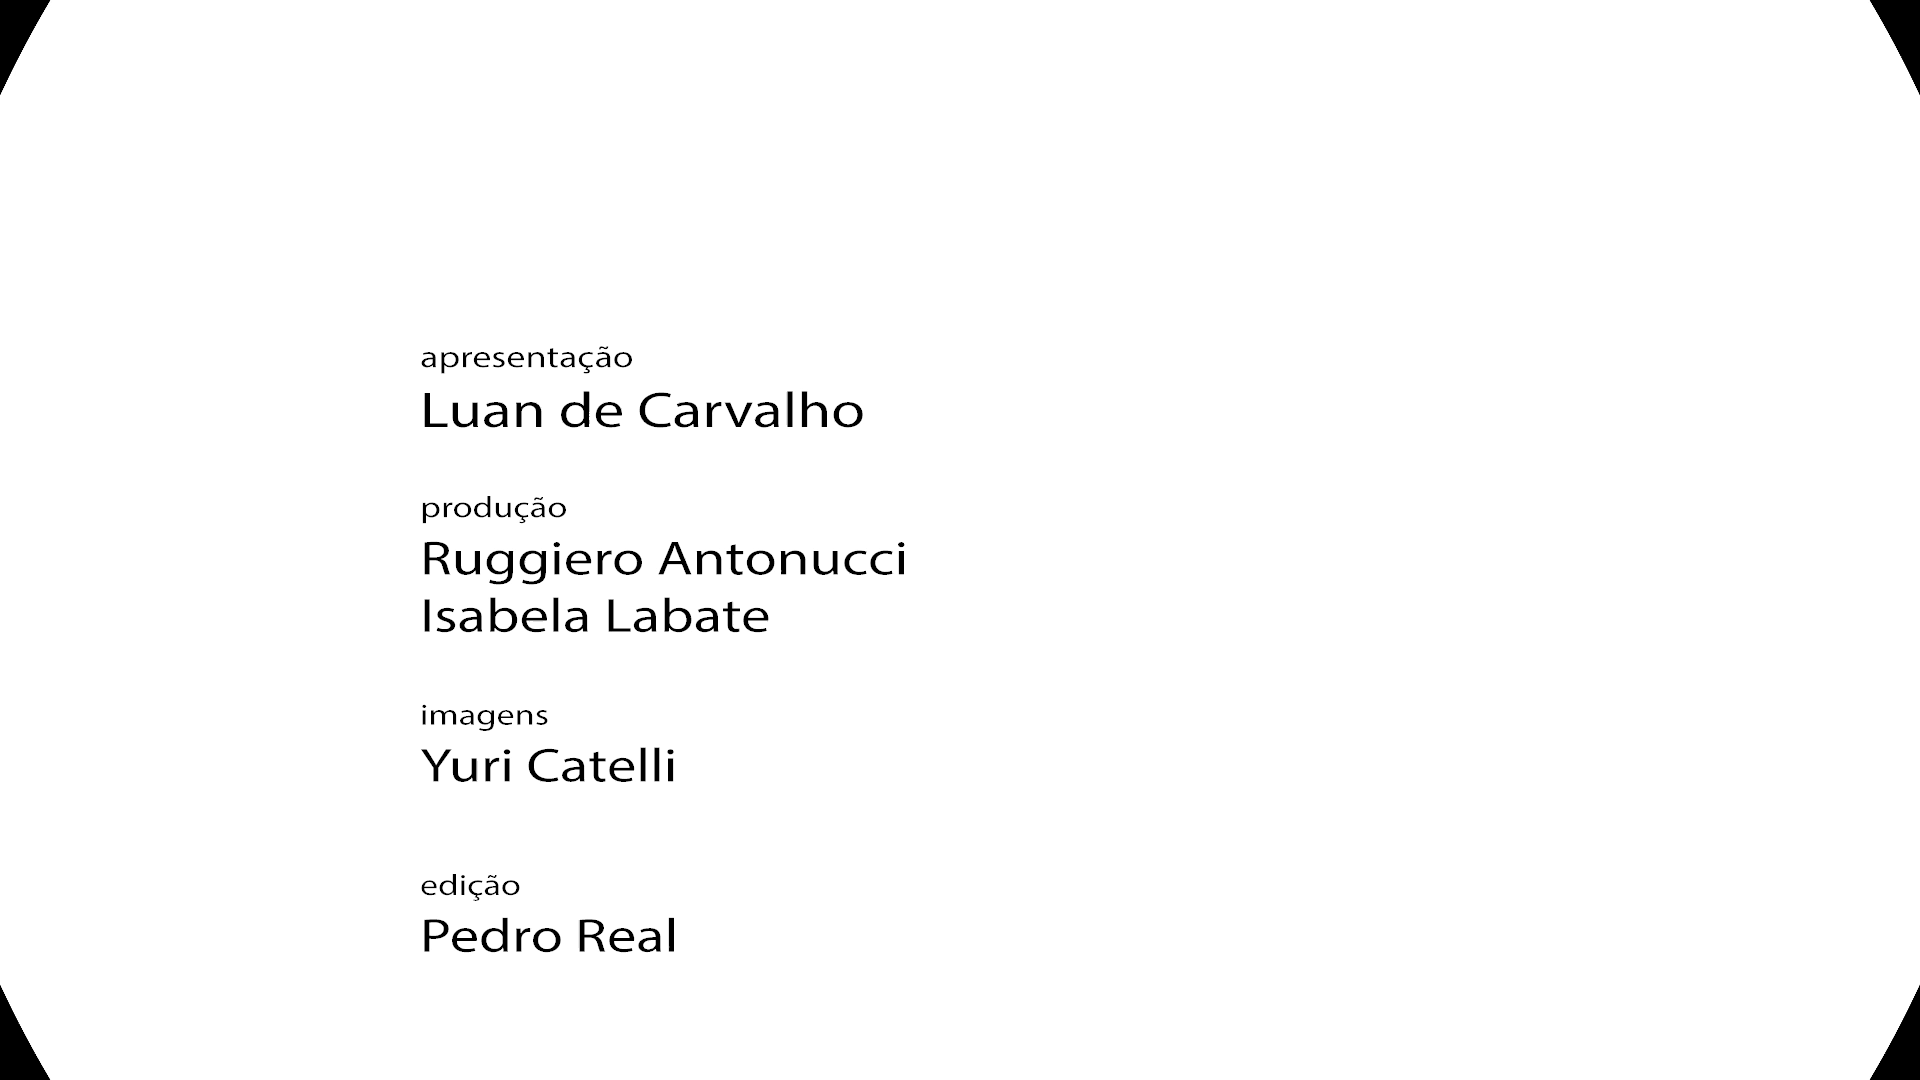 apresentação
Luan de Carvalho
produção
Ruggiero Antonucci
Isabela Labate
imagens
Yuri Catelli
edição
Pedro Real